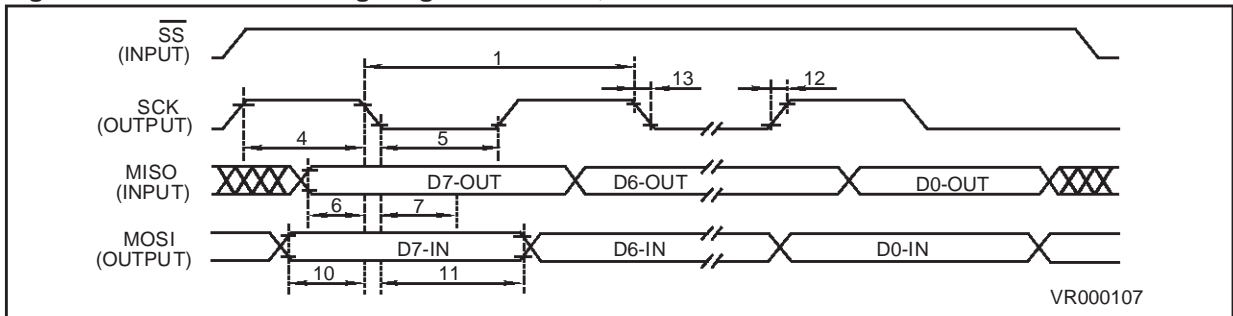 SS
(INPUT)
1
13
12
SCK
(OUTPUT)
4
5
MISO
(INPUT)
D7-OUT
D6-OUT
D0-OUT
6
7
MOSI
(OUTPUT)
D7-IN
D6-IN
D0-IN
10
11
VR000107